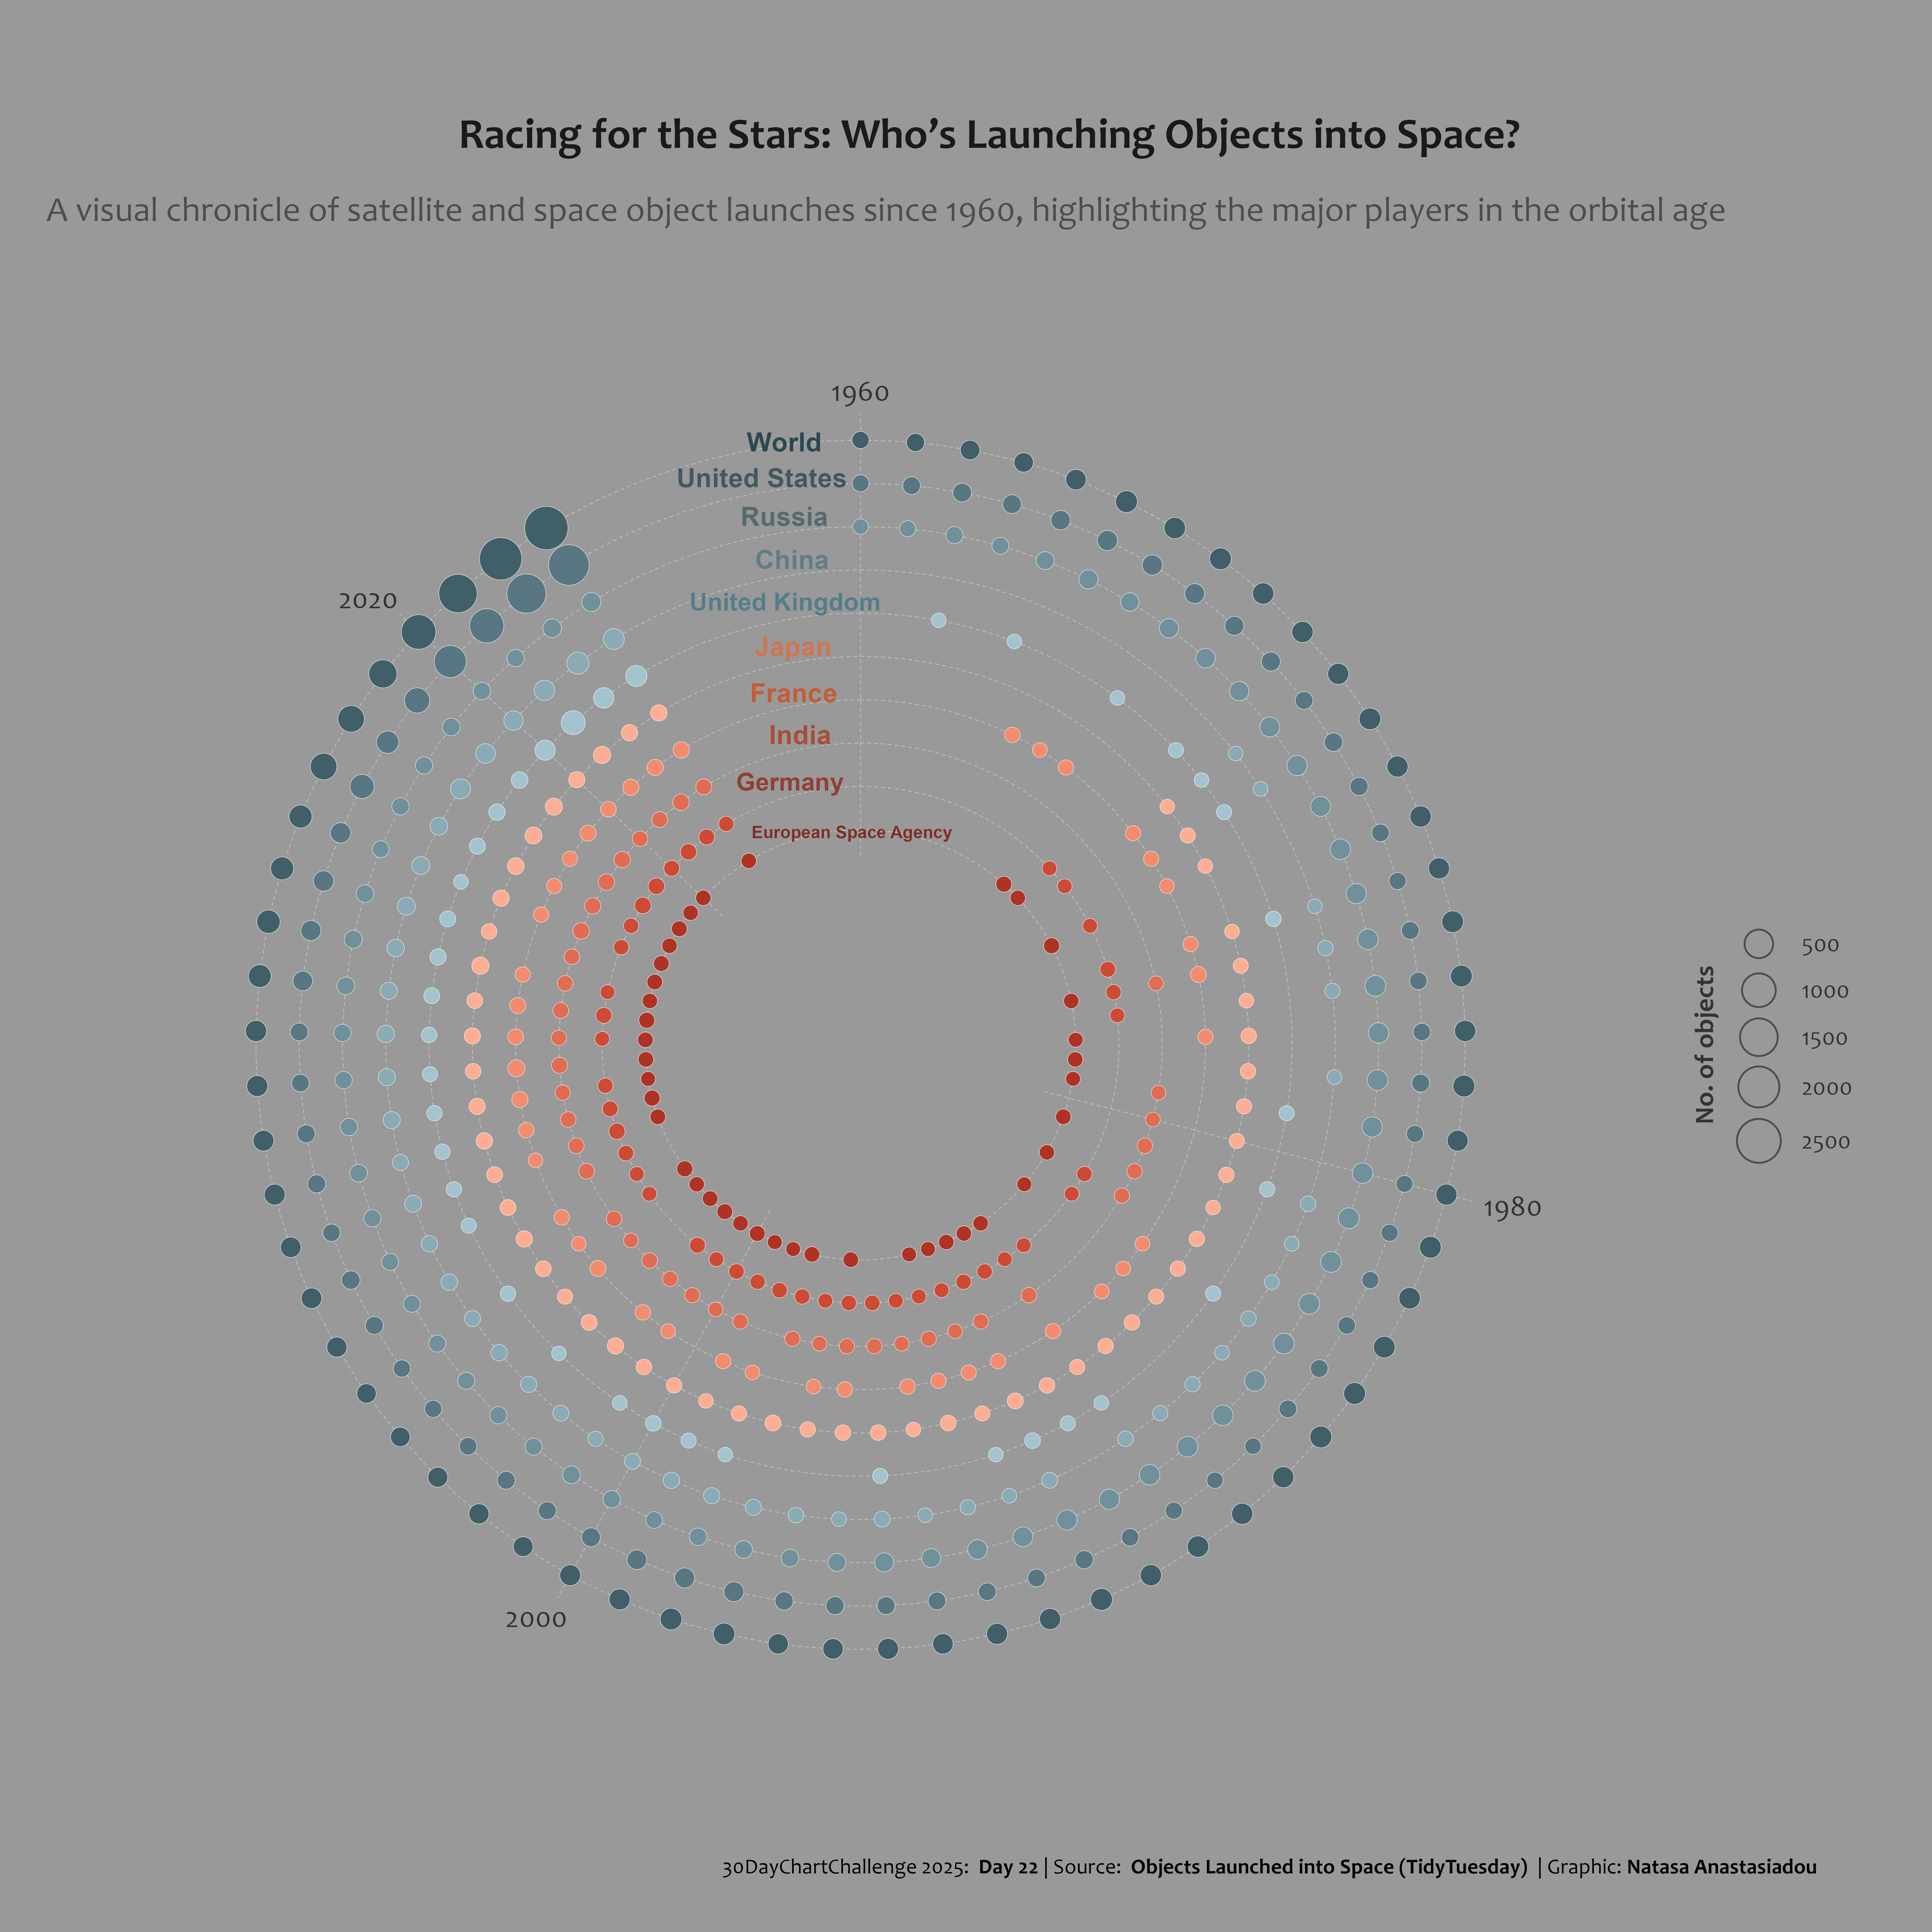 Racing for the Stars: Who’s Launching Objects into Space?
A visual chronicle of satellite and space object launches since 1960, highlighting the major players in the orbital age
1960
World
United States
Russia
China
United Kingdom
2020
Japan
France
India
Germany
European Space Agency
No. of objects
500
1000
1500
2000
2500
1980
2000
30DayChartChallenge 2025: Day 22 | Source: Objects Launched into Space (TidyTuesday) | Graphic: Natasa Anastasiadou